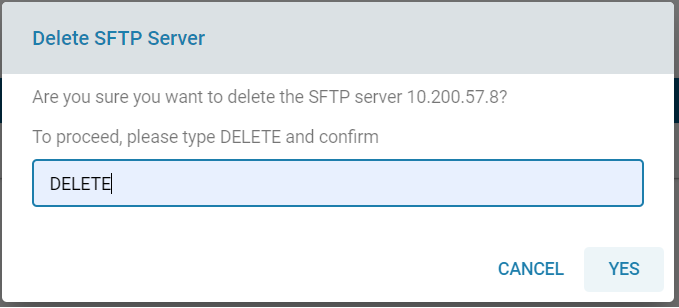 Delete SFTP Server
Are you sure you want to delete the SFTP server 10.200.57.8?
To proceed, please type DELETE and confirm
DELETE
CANCEL YES